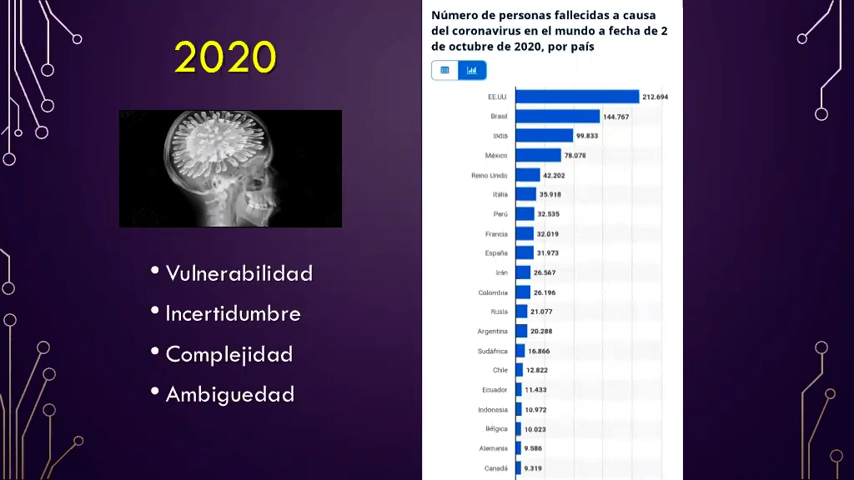 2020
• Vulnerabilidad
• Incertidumbre
• Complejidad
• Ambiguedad
Número de personas fallecidas a causa
del coronavirus en el mundo a fecha de 2
de octubre de 2020, por país
EE.UU. 212.694
Brasil 144.767
India 99.833
México 78.078
Reino Unido 42.202
Italia 35.918
Perú 32.535
Francia 32.019
España 31.973
Irán 26.567
Colombia 26.196
Rusia 21.077
Argentina 20.288
Sudáfrica 16.866
Chile 12.822
Ecuador 11.433
Indonesia 10.972
Bélgica 10.023
Alemania 9.586
Canadá 9.319